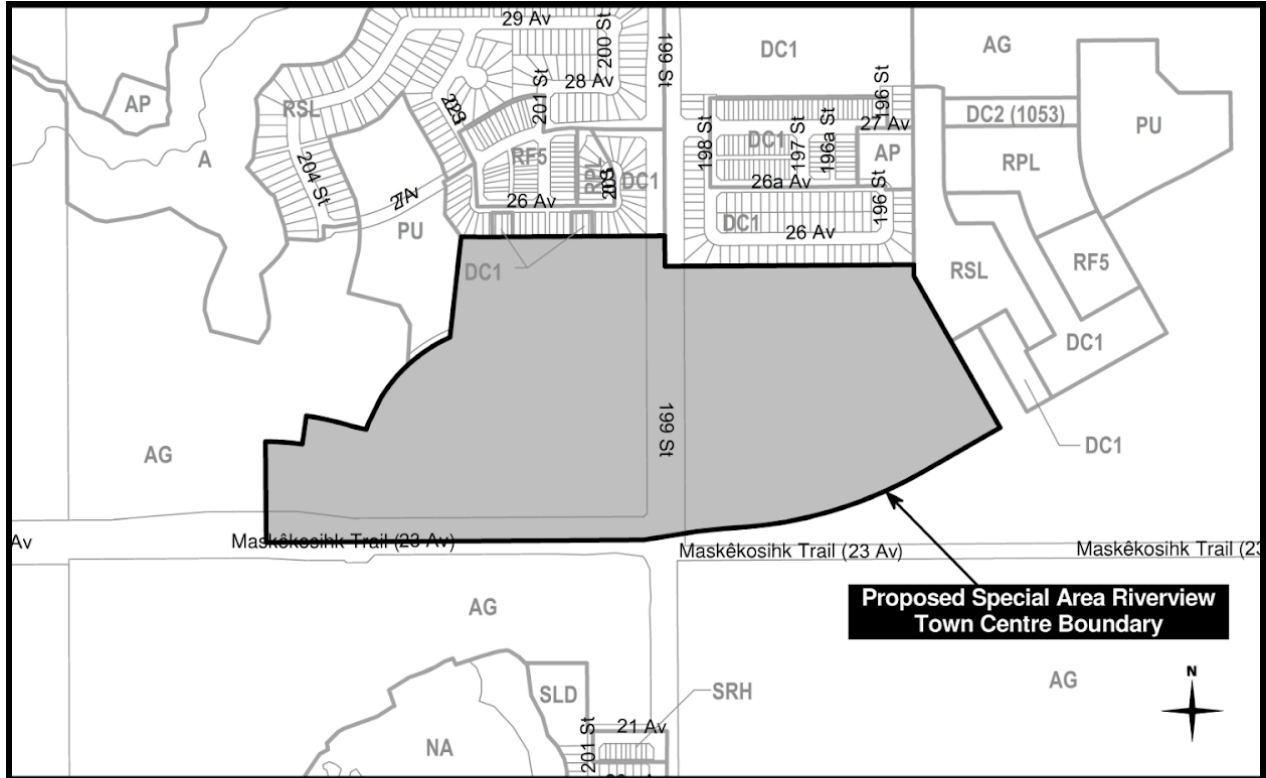 29 Av
200 St
199 St
DC1
AG
28 Av
201 St
196 St
AP
RSL
DC2 (1053)
PU
27 Av
DC1
197 St
196a St
198 St
RF5
AP
A
RPL
DC1
RPL
204 St
26a Av
26 Av
196 St
PU
DC1
26 Av
DC1
RSL
RF5
DC1
199 St
DC1
AG
Av
Maskêkosihk Trail (23 Av)
Maskêkosihk Trail (23 Av)
Maskêkosihk Trail (23
Proposed Special Area Riverview
Town Centre Boundary
AG
AG
N
SLD
SRH
NA
201 St
21 Av